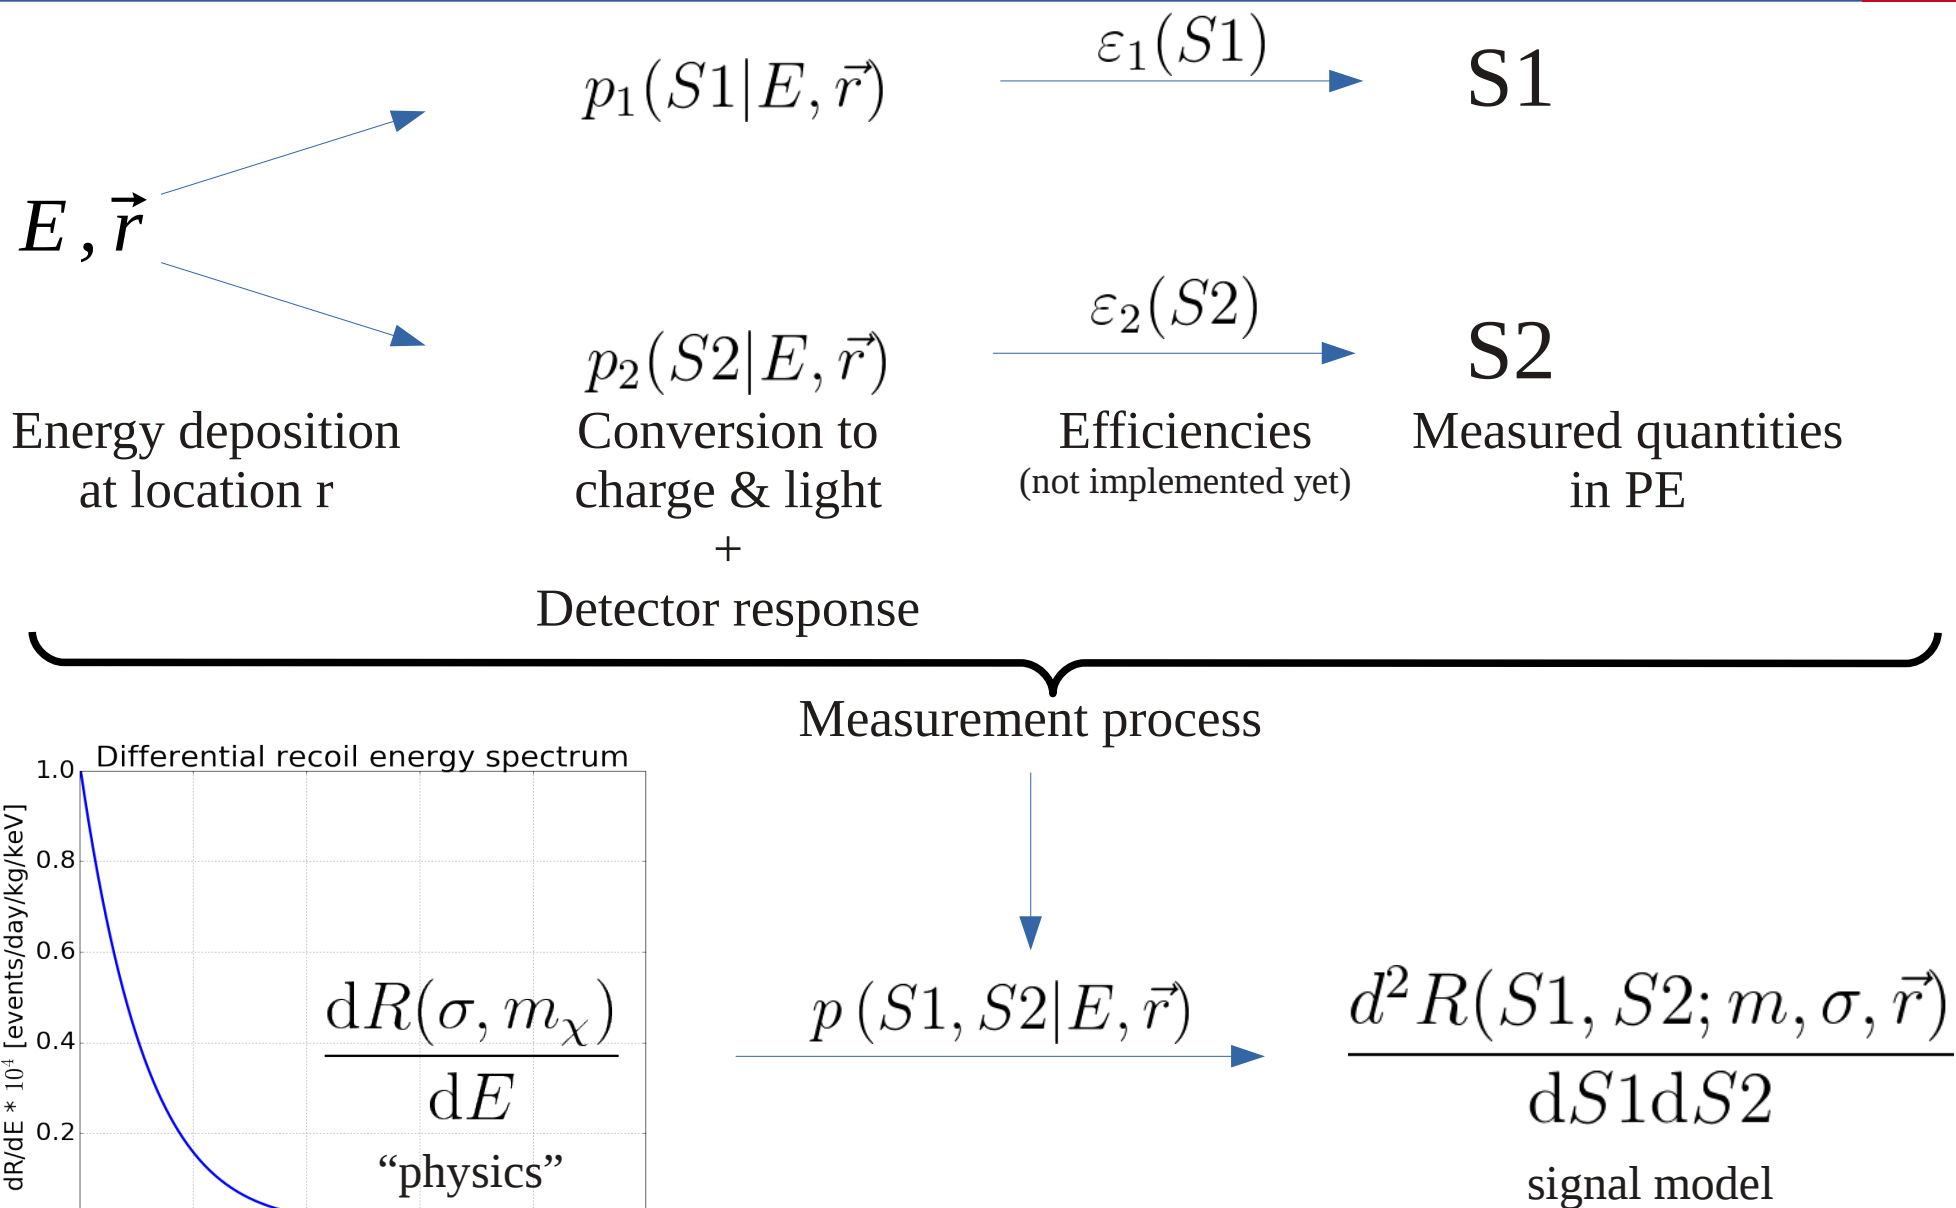 ε₁(S1)
p₁(S1|E, r⃗)
S1
E , r⃗
ε₂(S2)
p₂(S2|E, r⃗)
S2
Energy deposition
at location r
Conversion to
charge & light
+
Detector response
Efficiencies
(not implemented yet)
Measured quantities
in PE
Measurement process
Differential recoil energy spectrum
1.0
0.8
0.6
0.4
0.2
dR/dE * 10⁴ [events/day/kg/keV]
dR(σ, mχ)
dE
“physics”
p (S1, S2|E, r⃗)
d²R(S1, S2; m, σ, r⃗)
dS1dS2
signal model